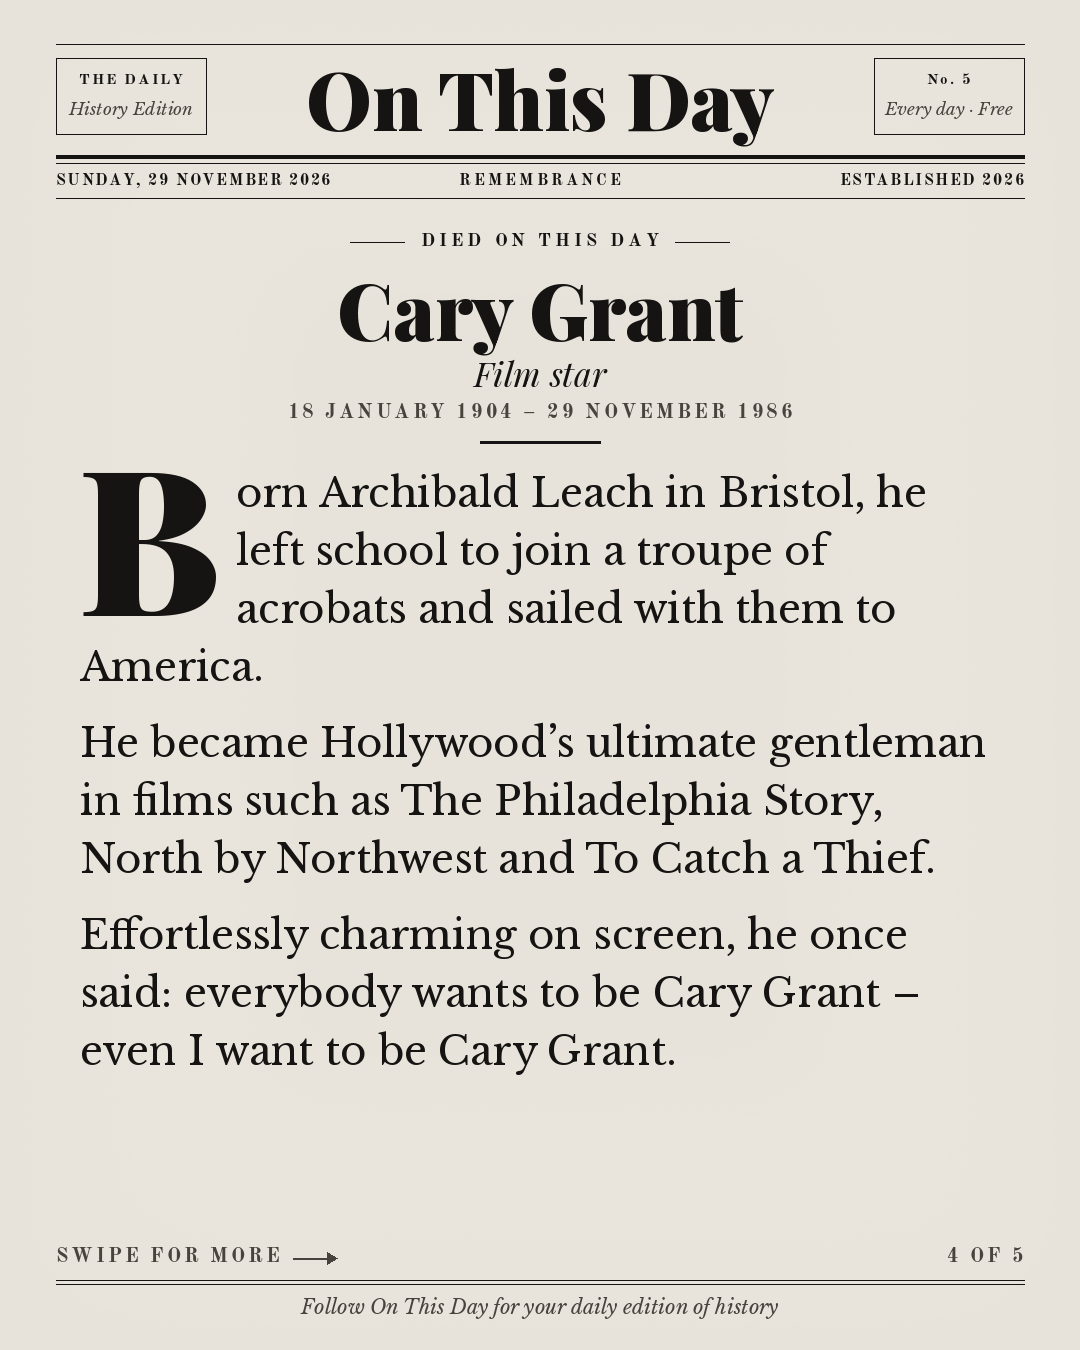 THE DAILY
History Edition
On This Day
No. 5
Every day · Free
SUNDAY, 29 NOVEMBER 2026
REMEMBRANCE
ESTABLISHED 2026
DIED ON THIS DAY
Cary Grant
Film star
18 JANUARY 1904 – 29 NOVEMBER 1986
Born Archibald Leach in Bristol, he
left school to join a troupe of
acrobats and sailed with them to
America.
He became Hollywood’s ultimate gentleman
in films such as The Philadelphia Story,
North by Northwest and To Catch a Thief.
Effortlessly charming on screen, he once
said: everybody wants to be Cary Grant –
even I want to be Cary Grant.
SWIPE FOR MORE
4 OF 5
Follow On This Day for your daily edition of history